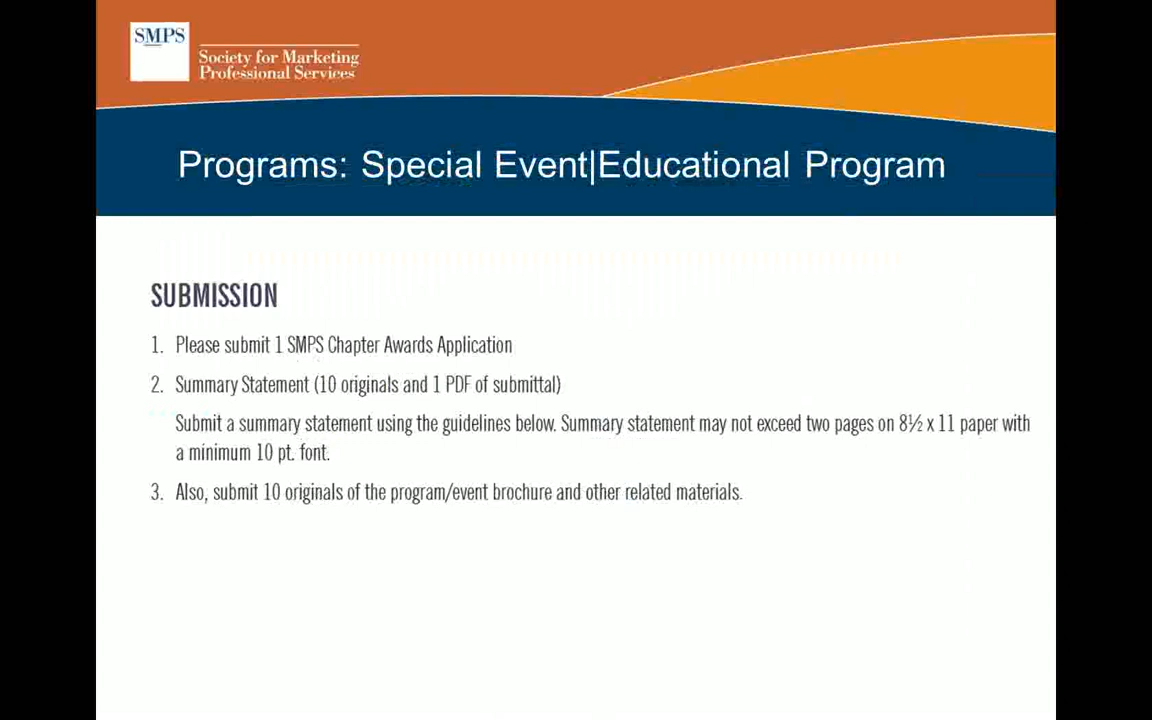 SMPS
Society for Marketing
Professional Services
Programs: Special Event|Educational Program
SUBMISSION
1. Please submit 1 SMPS Chapter Awards Application
2. Summary Statement (10 originals and 1 PDF of submittal)
Submit a summary statement using the guidelines below. Summary statement may not exceed two pages on 8½ x 11 paper with
a minimum 10 pt. font.
3. Also, submit 10 originals of the program/event brochure and other related materials.